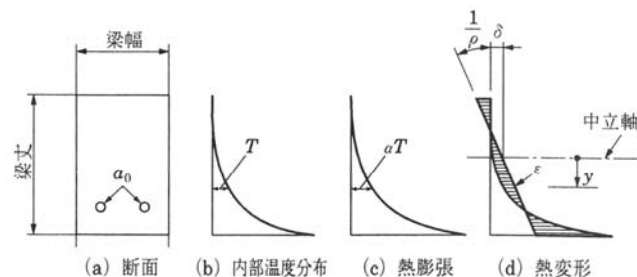 梁幅
梁丈
a₀
(a) 断面
T
(b) 内部温度分布
αT
(c) 熱膨張
1/ρ
δ
中立軸
ε
y
(d) 熱変形